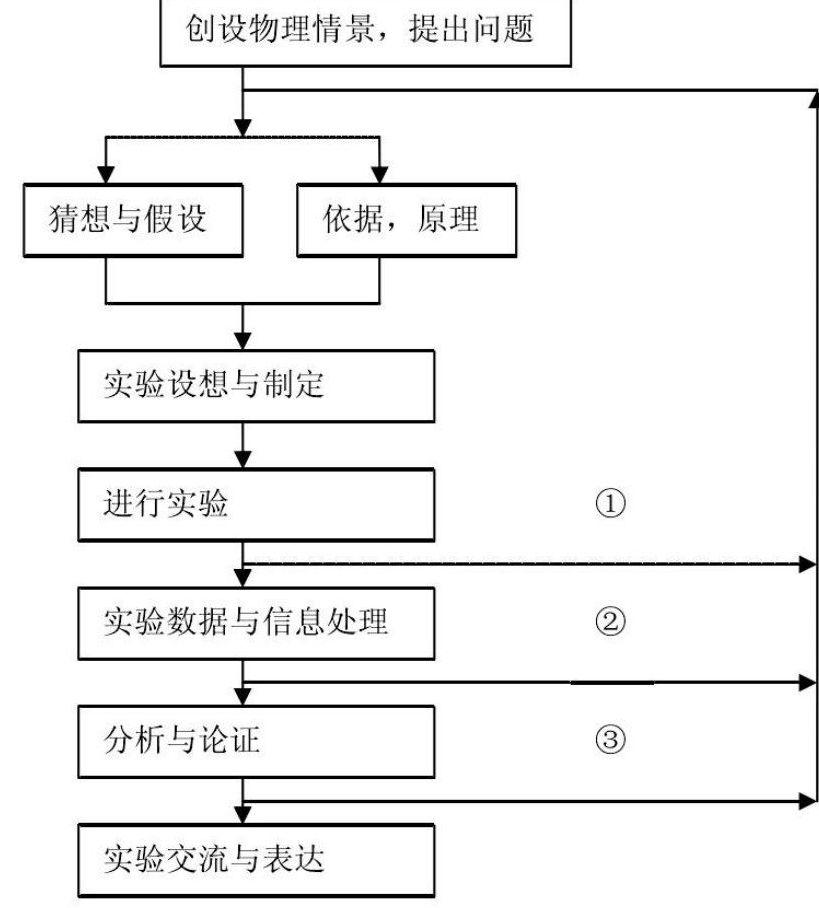 创设物理情景，提出问题
猜想与假设
依据，原理
实验设想与制定
进行实验
①
实验数据与信息处理
②
分析与论证
③
实验交流与表达